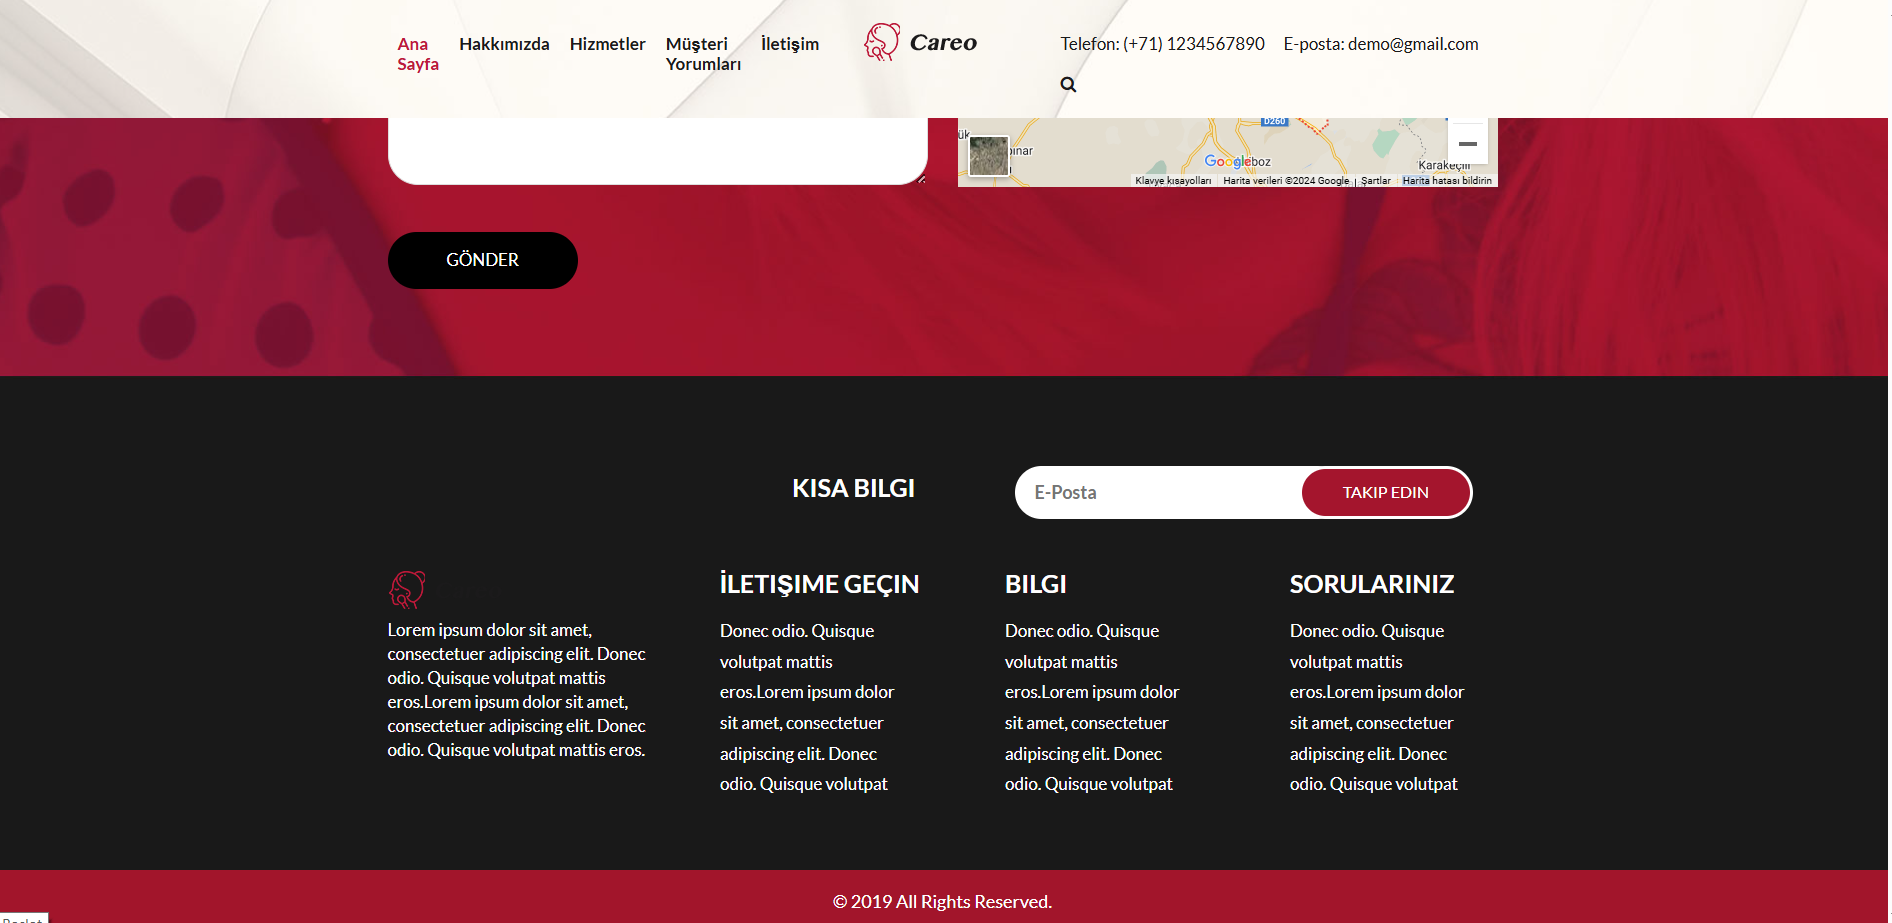 Ana Sayfa
Hakkımızda
Hizmetler
Müşteri Yorumları
İletişim
Careo
Telefon: (+71) 1234567890
E-posta: demo@gmail.com
D260
Google
Karakeçili
Klavye kısayolları
Harita verileri ©2024 Google
Şartlar
Harita hatası bildirin
GÖNDER
KISA BILGI
E-Posta
TAKIP EDIN
Lorem ipsum dolor sit amet,
consectetuer adipiscing elit. Donec
odio. Quisque volutpat mattis
eros.Lorem ipsum dolor sit amet,
consectetuer adipiscing elit. Donec
odio. Quisque volutpat mattis eros.
İLETIŞIME GEÇIN
Donec odio. Quisque
volutpat mattis
eros.Lorem ipsum dolor
sit amet, consectetuer
adipiscing elit. Donec
odio. Quisque volutpat
BILGI
Donec odio. Quisque
volutpat mattis
eros.Lorem ipsum dolor
sit amet, consectetuer
adipiscing elit. Donec
odio. Quisque volutpat
SORULARINIZ
Donec odio. Quisque
volutpat mattis
eros.Lorem ipsum dolor
sit amet, consectetuer
adipiscing elit. Donec
odio. Quisque volutpat
© 2019 All Rights Reserved.